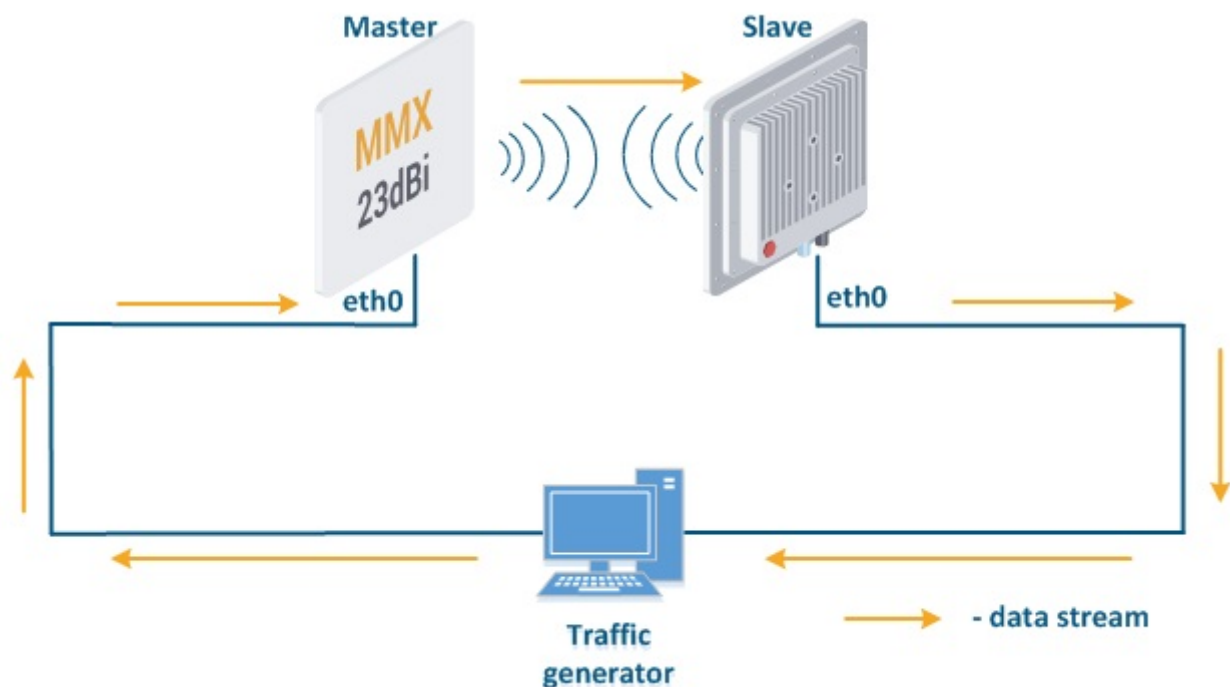 Master
Slave
MMX
23dBi
eth0
eth0
Traffic
generator
- data stream